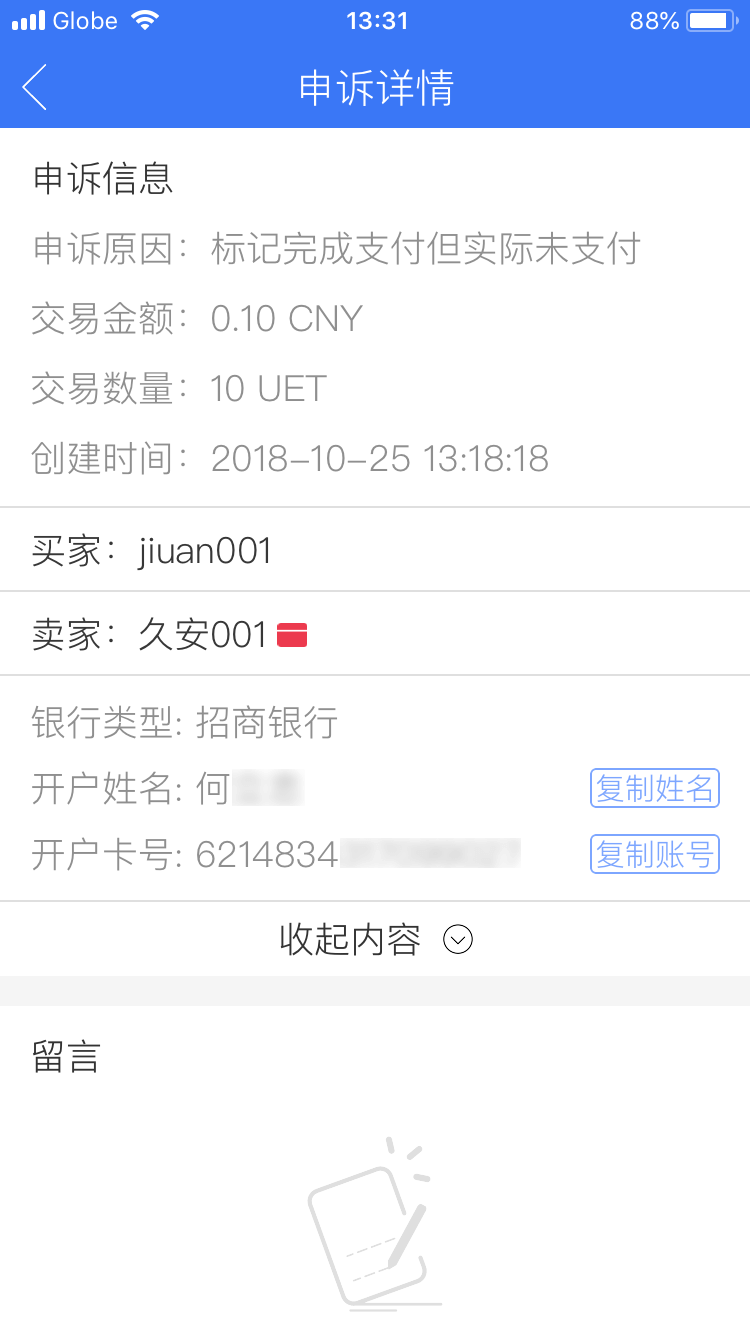 Globe 13:31 88%
申诉详情
申诉信息
申诉原因：标记完成支付但实际未支付
交易金额：0.10 CNY
交易数量：10 UET
创建时间：2018-10-25 13:18:18
买家：jiuan001
卖家：久安001
银行类型: 招商银行
开户姓名: 何 复制姓名
开户卡号: 6214834 复制账号
收起内容
留言